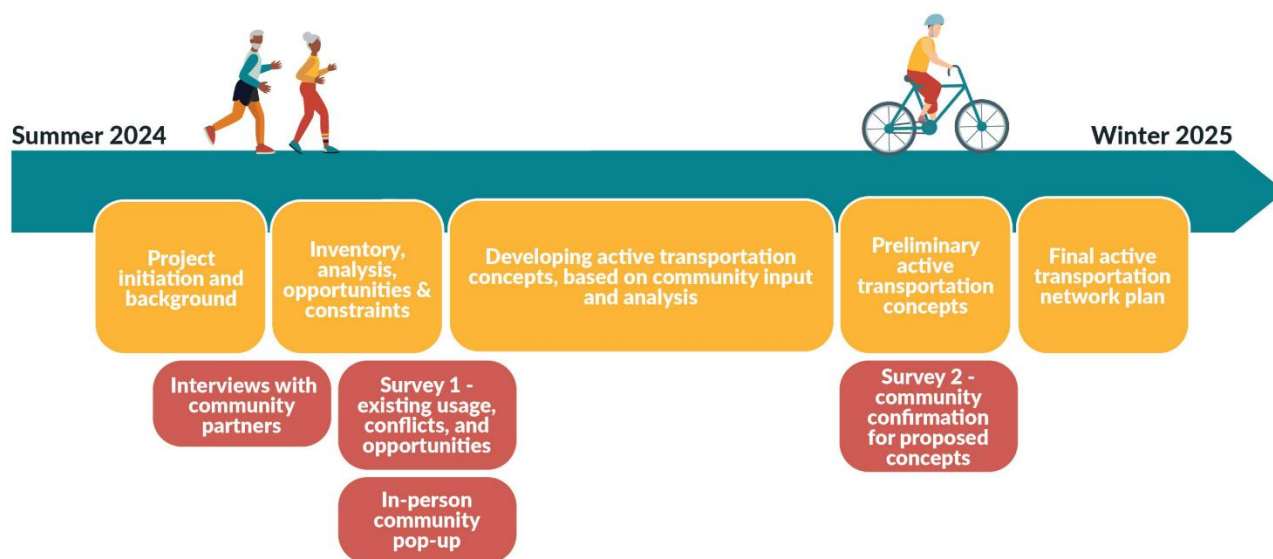 Summer 2024
Winter 2025
Project
initiation and
background
Inventory,
analysis,
opportunities &
constraints
Developing active transportation
concepts, based on community input
and analysis
Preliminary
active
transportation
concepts
Final active
transportation
network plan
Interviews with
community
partners
Survey 1 -
existing usage,
conflicts, and
opportunities
Survey 2 -
community
confirmation
for proposed
concepts
In-person
community
pop-up